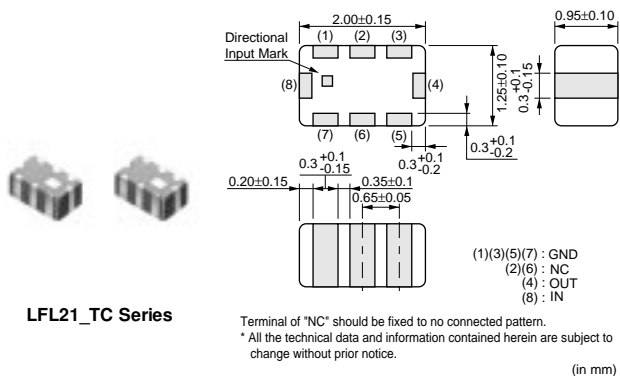 2.00±0.15
0.95±0.10
Directional
Input Mark
(1)
(2)
(3)
(8)
(4)
(7)
(6)
(5)
1.25±0.10
0.3 +0.1 -0.15
0.3 +0.1 -0.2
0.3 +0.1 -0.2
0.3 +0.1 -0.15
0.20±0.15
0.35±0.1
0.65±0.05
(1)(3)(5)(7) : GND
(2)(6) : NC
(4) : OUT
(8) : IN
LFL21_TC Series
Terminal of "NC" should be fixed to no connected pattern.
* All the technical data and information contained herein are subject to
change without prior notice.
(in mm)